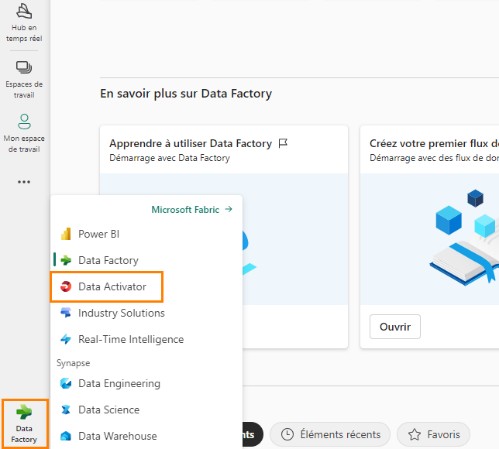 Hub en
temps réel
Espaces de
travail
Mon espace
de travail
En savoir plus sur Data Factory
Apprendre à utiliser Data Factory
Démarrage avec Data Factory
Créez votre premier flux de
Démarrage avec des flux de don
Ouvrir
Microsoft Fabric →
Power BI
Data Factory
Data Activator
Industry Solutions
Real-Time Intelligence
Synapse
Data Engineering
Data Science
Data Warehouse
Data
Factory
Éléments récents
Favoris